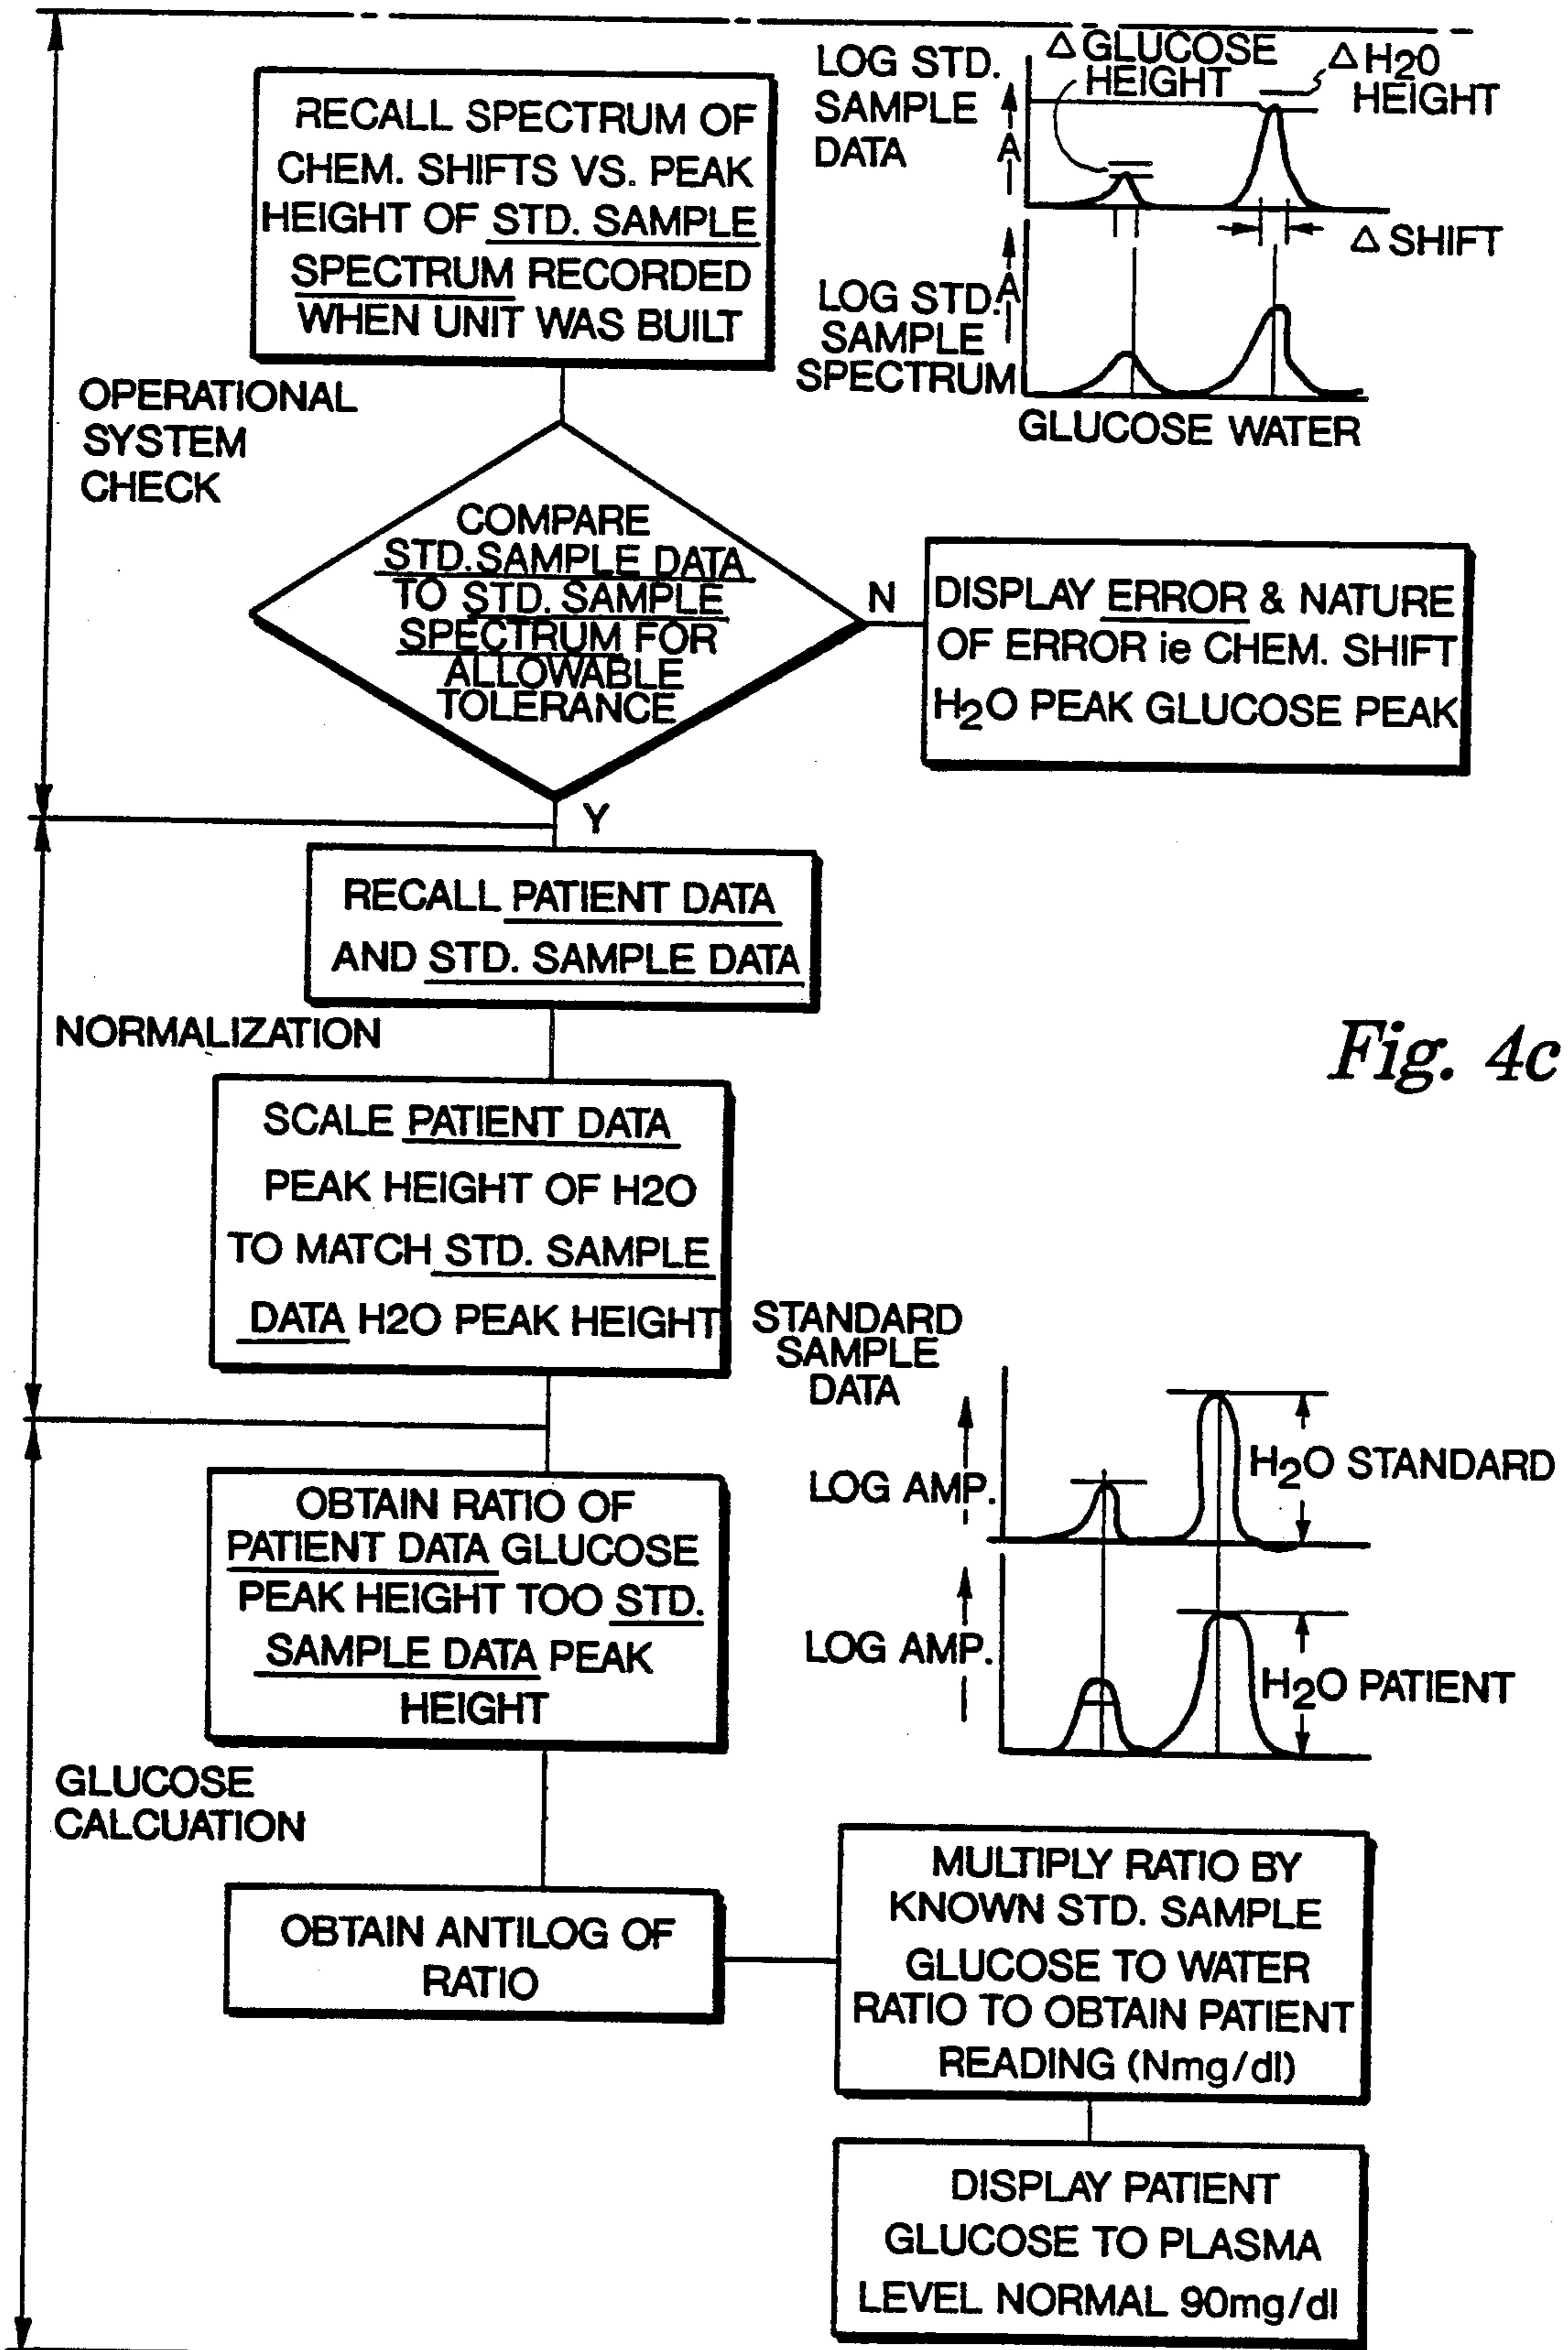 RECALL SPECTRUM OF
CHEM. SHIFTS VS. PEAK
HEIGHT OF STD. SAMPLE
SPECTRUM RECORDED
WHEN UNIT WAS BUILT
LOG STD.
SAMPLE
DATA
A
Δ GLUCOSE
HEIGHT
Δ H2O
HEIGHT
Δ SHIFT
LOG STD.
SAMPLE
SPECTRUM
A
GLUCOSE WATER
OPERATIONAL
SYSTEM
CHECK
COMPARE
STD. SAMPLE DATA
TO STD. SAMPLE
SPECTRUM FOR
ALLOWABLE
TOLERANCE
N
DISPLAY ERROR & NATURE
OF ERROR ie CHEM. SHIFT
H2O PEAK GLUCOSE PEAK
Y
RECALL PATIENT DATA
AND STD. SAMPLE DATA
NORMALIZATION
Fig. 4c
SCALE PATIENT DATA
PEAK HEIGHT OF H2O
TO MATCH STD. SAMPLE
DATA H2O PEAK HEIGHT
STANDARD
SAMPLE
DATA
LOG AMP.
H2O STANDARD
LOG AMP.
H2O PATIENT
OBTAIN RATIO OF
PATIENT DATA GLUCOSE
PEAK HEIGHT TOO STD.
SAMPLE DATA PEAK
HEIGHT
GLUCOSE
CALCUATION
OBTAIN ANTILOG OF
RATIO
MULTIPLY RATIO BY
KNOWN STD. SAMPLE
GLUCOSE TO WATER
RATIO TO OBTAIN PATIENT
READING (Nmg/dl)
DISPLAY PATIENT
GLUCOSE TO PLASMA
LEVEL NORMAL 90mg/dl